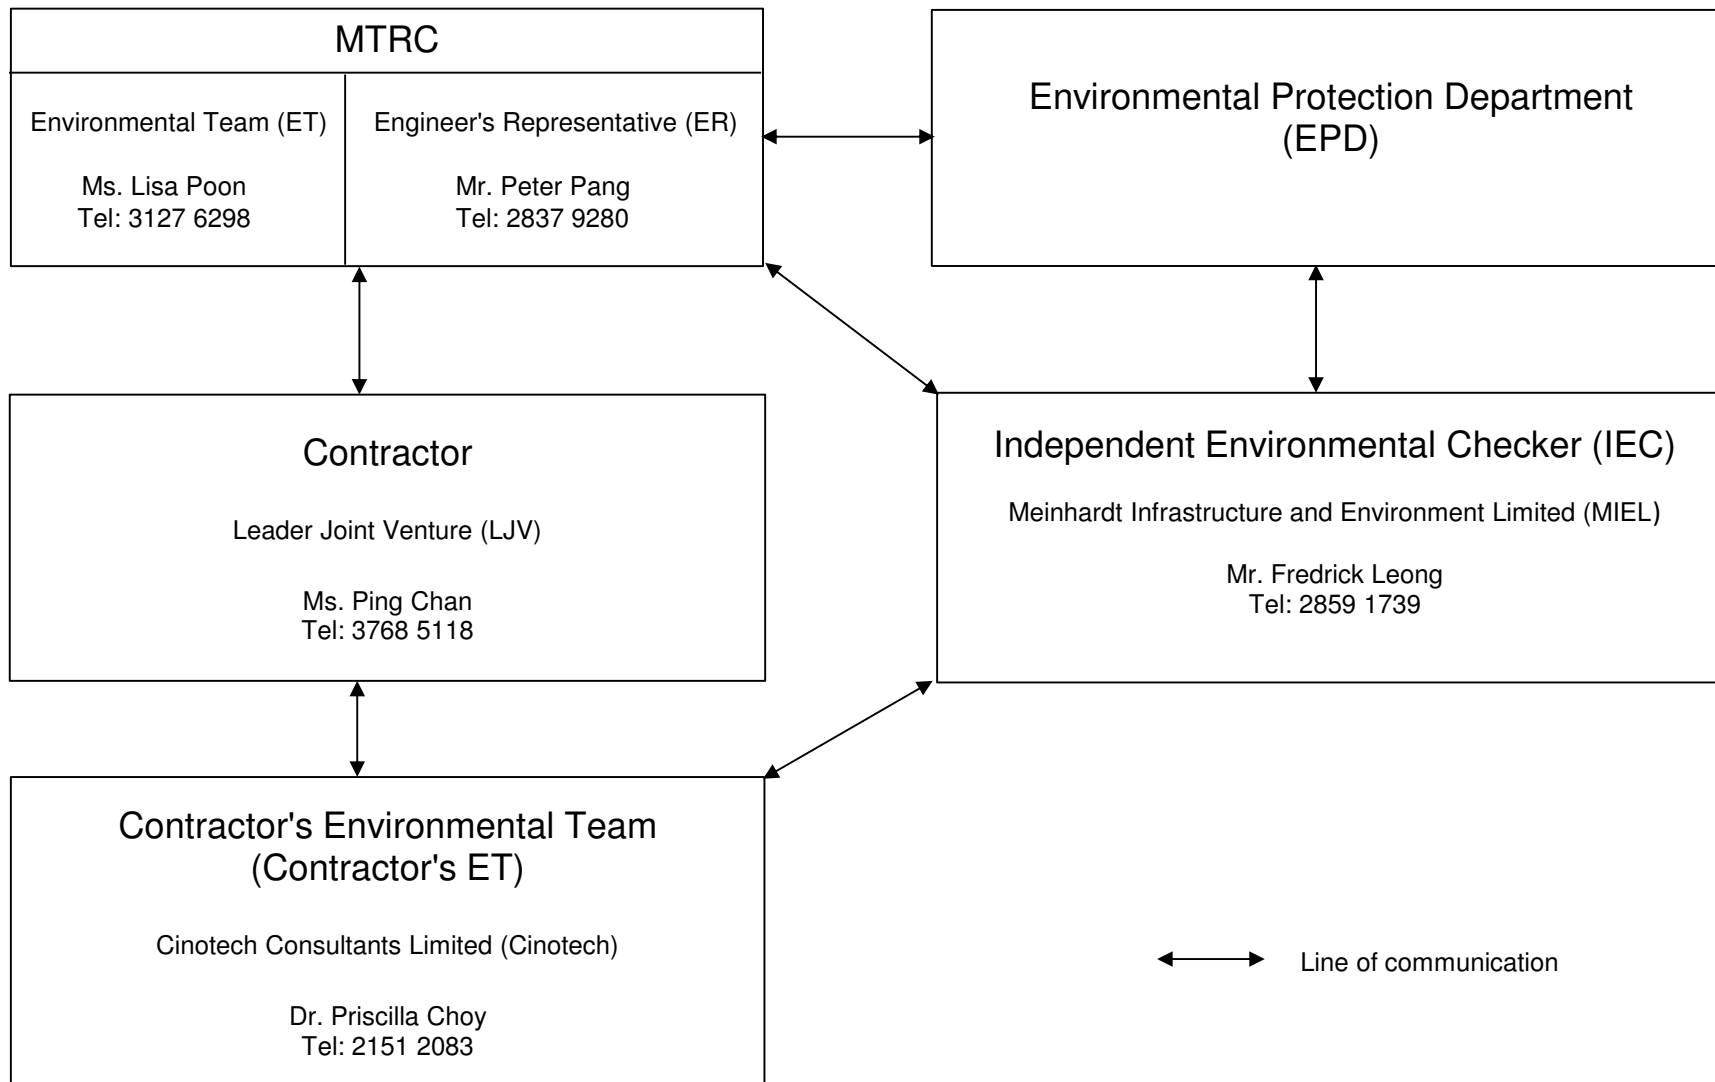 MTRC
Environmental Team (ET)
Ms. Lisa Poon
Tel: 3127 6298
Engineer's Representative (ER)
Mr. Peter Pang
Tel: 2837 9280
Environmental Protection Department
(EPD)
Contractor
Leader Joint Venture (LJV)
Ms. Ping Chan
Tel: 3768 5118
Independent Environmental Checker (IEC)
Meinhardt Infrastructure and Environment Limited (MIEL)
Mr. Fredrick Leong
Tel: 2859 1739
Contractor's Environmental Team
(Contractor's ET)
Cinotech Consultants Limited (Cinotech)
Dr. Priscilla Choy
Tel: 2151 2083
Line of communication